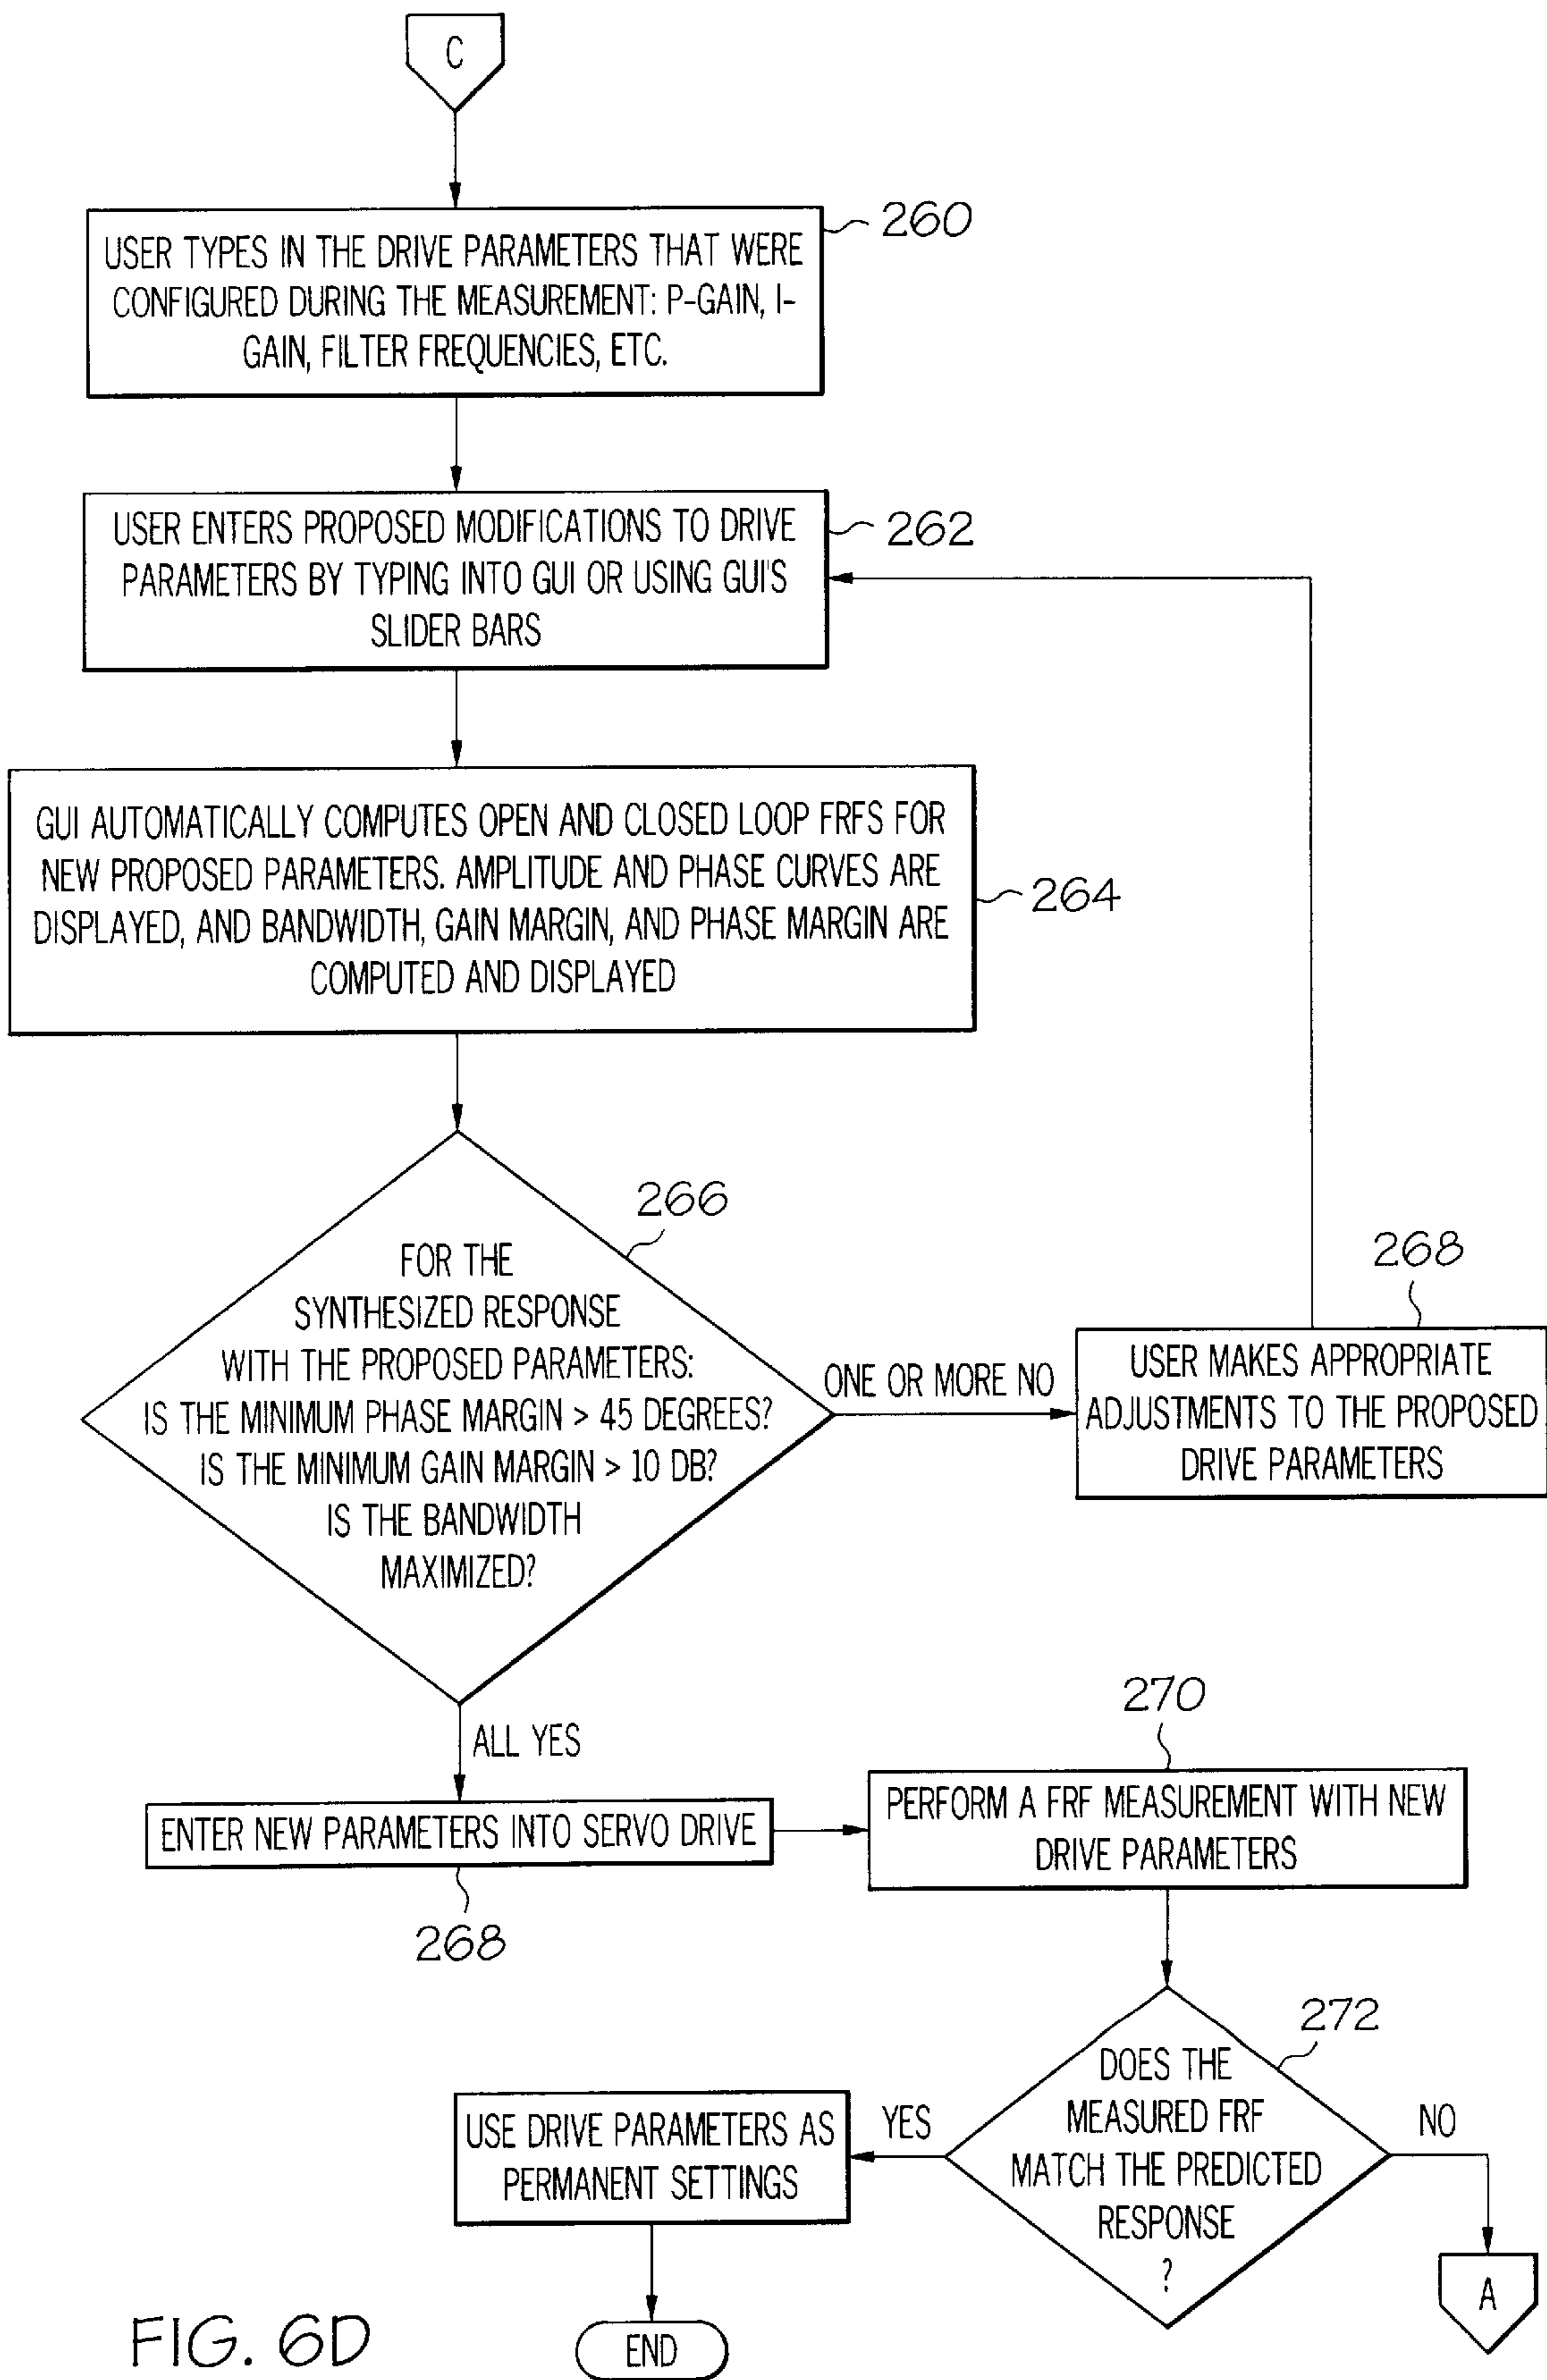 C
260
USER TYPES IN THE DRIVE PARAMETERS THAT WERE
CONFIGURED DURING THE MEASUREMENT: P-GAIN, I-
GAIN, FILTER FREQUENCIES, ETC.
262
USER ENTERS PROPOSED MODIFICATIONS TO DRIVE
PARAMETERS BY TYPING INTO GUI OR USING GUI'S
SLIDER BARS
GUI AUTOMATICALLY COMPUTES OPEN AND CLOSED LOOP FRFS FOR
NEW PROPOSED PARAMETERS. AMPLITUDE AND PHASE CURVES ARE
DISPLAYED, AND BANDWIDTH, GAIN MARGIN, AND PHASE MARGIN ARE
COMPUTED AND DISPLAYED
264
266
FOR THE
SYNTHESIZED RESPONSE
WITH THE PROPOSED PARAMETERS:
IS THE MINIMUM PHASE MARGIN > 45 DEGREES?
IS THE MINIMUM GAIN MARGIN > 10 DB?
IS THE BANDWIDTH
MAXIMIZED?
ONE OR MORE NO
268
USER MAKES APPROPRIATE
ADJUSTMENTS TO THE PROPOSED
DRIVE PARAMETERS
ALL YES
ENTER NEW PARAMETERS INTO SERVO DRIVE
268
270
PERFORM A FRF MEASUREMENT WITH NEW
DRIVE PARAMETERS
272
DOES THE
MEASURED FRF
MATCH THE PREDICTED
RESPONSE
?
YES
NO
USE DRIVE PARAMETERS AS
PERMANENT SETTINGS
A
END
FIG. 6D